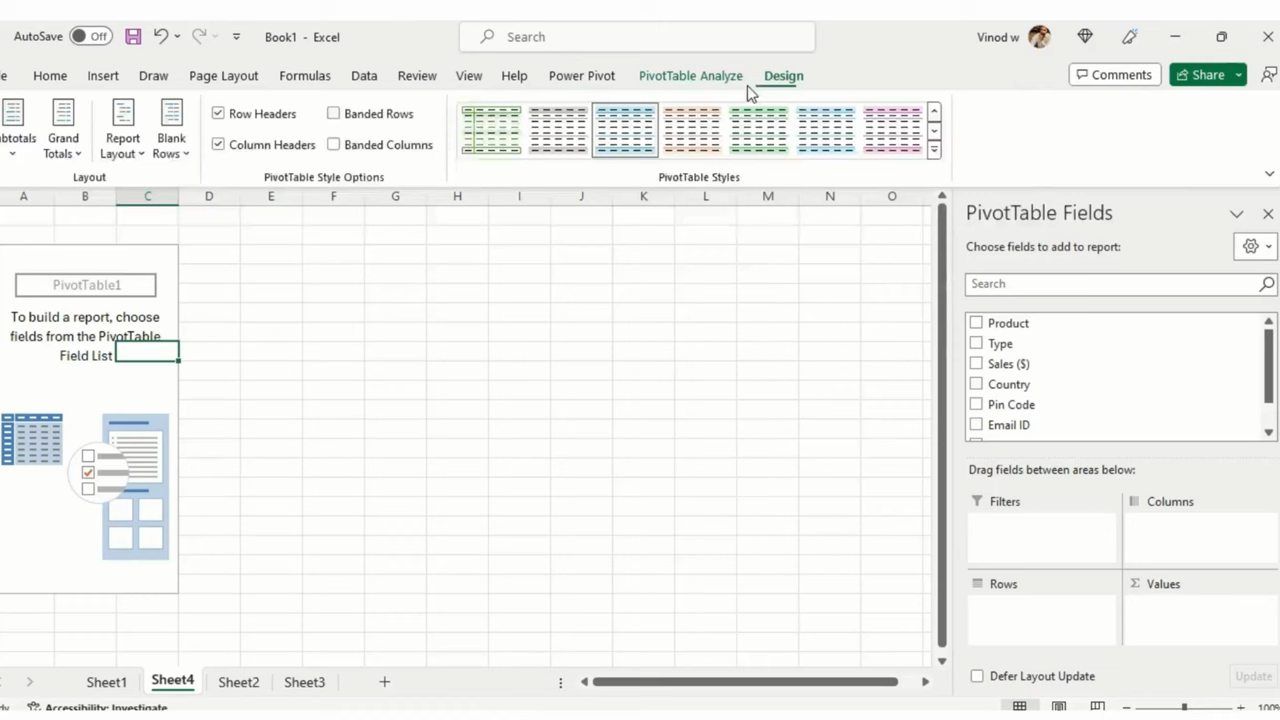 AutoSave Off Book1 - Excel Search Vinod w
Home Insert Draw Page Layout Formulas Data Review View Help Power Pivot PivotTable Analyze Design Comments Share
Grand Totals
Report Layout
Blank Rows
Row Headers
Banded Rows
Column Headers
Banded Columns
Layout PivotTable Style Options PivotTable Styles
A B C D E F G H I J K L M N O
PivotTable1
To build a report, choose
fields from the PivotTable
Field List
PivotTable Fields
Choose fields to add to report:
Search
Product
Type
Sales ($)
Country
Pin Code
Email ID
Drag fields between areas below:
Filters Columns
Rows Σ Values
Defer Layout Update Update
Sheet1 Sheet4 Sheet2 Sheet3
Accessibility: Investigate